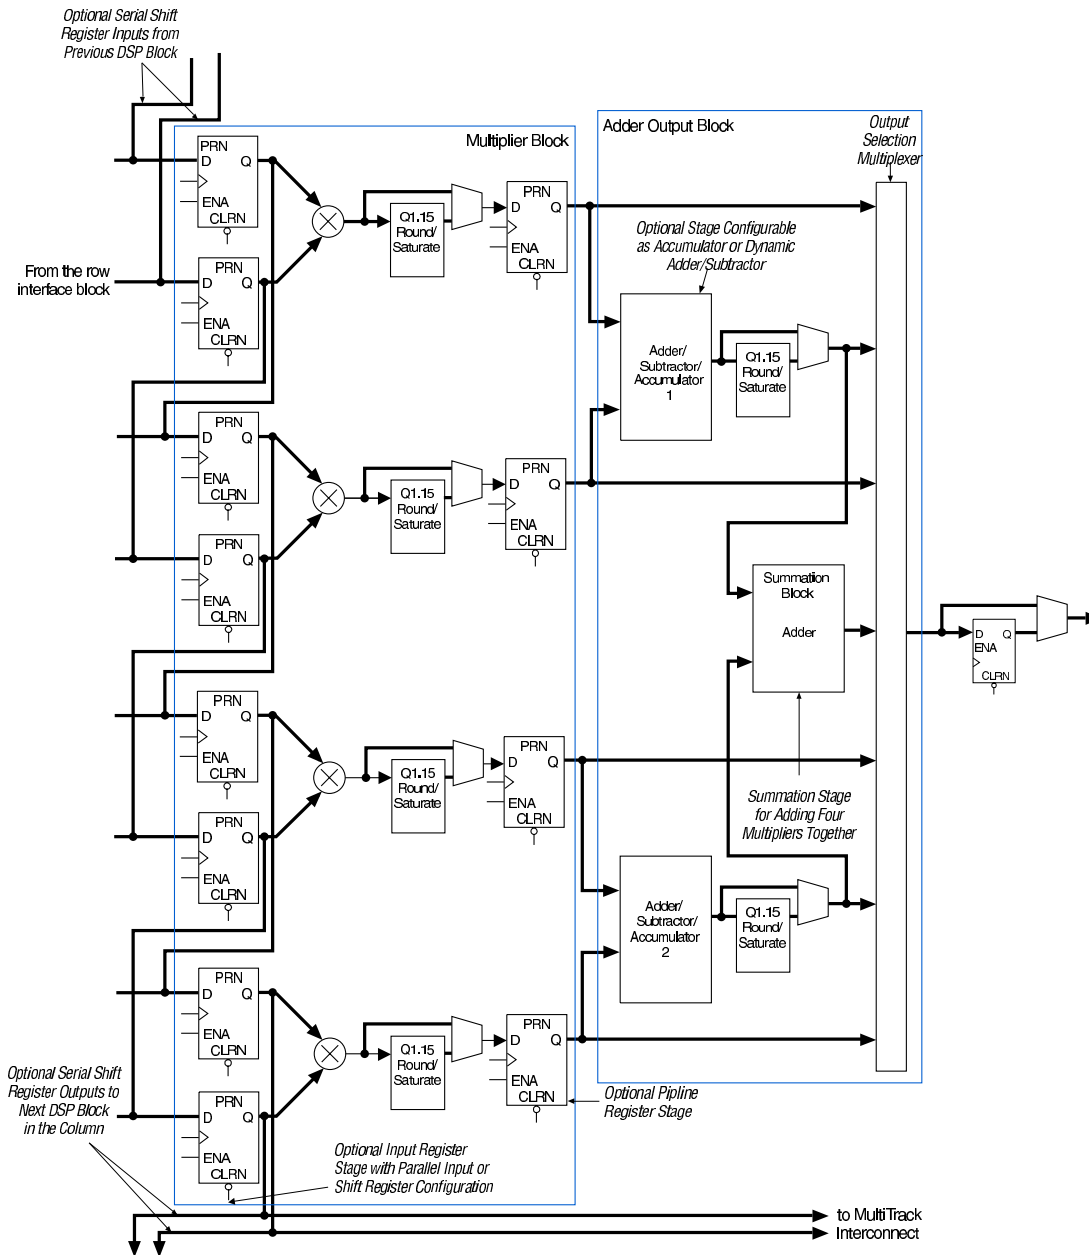 Optional Serial Shift
Register Inputs from
Previous DSP Block
Multiplier Block
Adder Output Block
Output
Selection
Multiplexer
PRN
D Q
ENA
CLRN
Q1.15
Round/
Saturate
PRN
D Q
ENA
CLRN
Optional Stage Configurable
as Accumulator or Dynamic
Adder/Subtractor
From the row
interface block
PRN
D Q
ENA
CLRN
Adder/
Subtractor/
Accumulator
1
Q1.15
Round/
Saturate
PRN
D Q
ENA
CLRN
Q1.15
Round/
Saturate
PRN
D Q
ENA
CLRN
PRN
D Q
ENA
CLRN
Summation
Block
Adder
D Q
ENA
CLRN
PRN
D Q
ENA
CLRN
Q1.15
Round/
Saturate
PRN
D Q
ENA
CLRN
Summation Stage
for Adding Four
Multipliers Together
PRN
D Q
ENA
CLRN
Adder/
Subtractor/
Accumulator
2
Q1.15
Round/
Saturate
PRN
D Q
ENA
CLRN
Q1.15
Round/
Saturate
PRN
D Q
ENA
CLRN
Optional Serial Shift
Register Outputs to
Next DSP Block
in the Column
PRN
D Q
ENA
CLRN
Optional Pipline
Register Stage
Optional Input Register
Stage with Parallel Input or
Shift Register Configuration
to MultiTrack
Interconnect